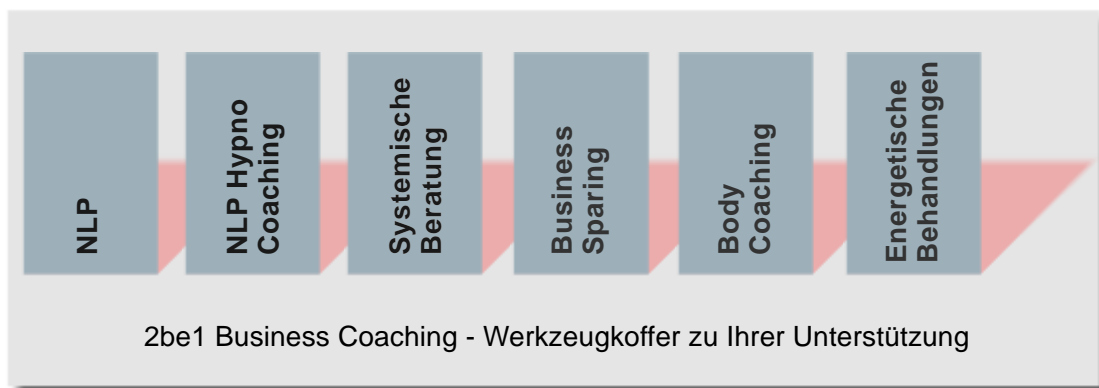 NLP
NLP Hypno
Coaching
Systemische
Beratung
Business
Sparing
Body
Coaching
Energetische
Behandlungen
2be1 Business Coaching - Werkzeugkoffer zu Ihrer Unterstützung